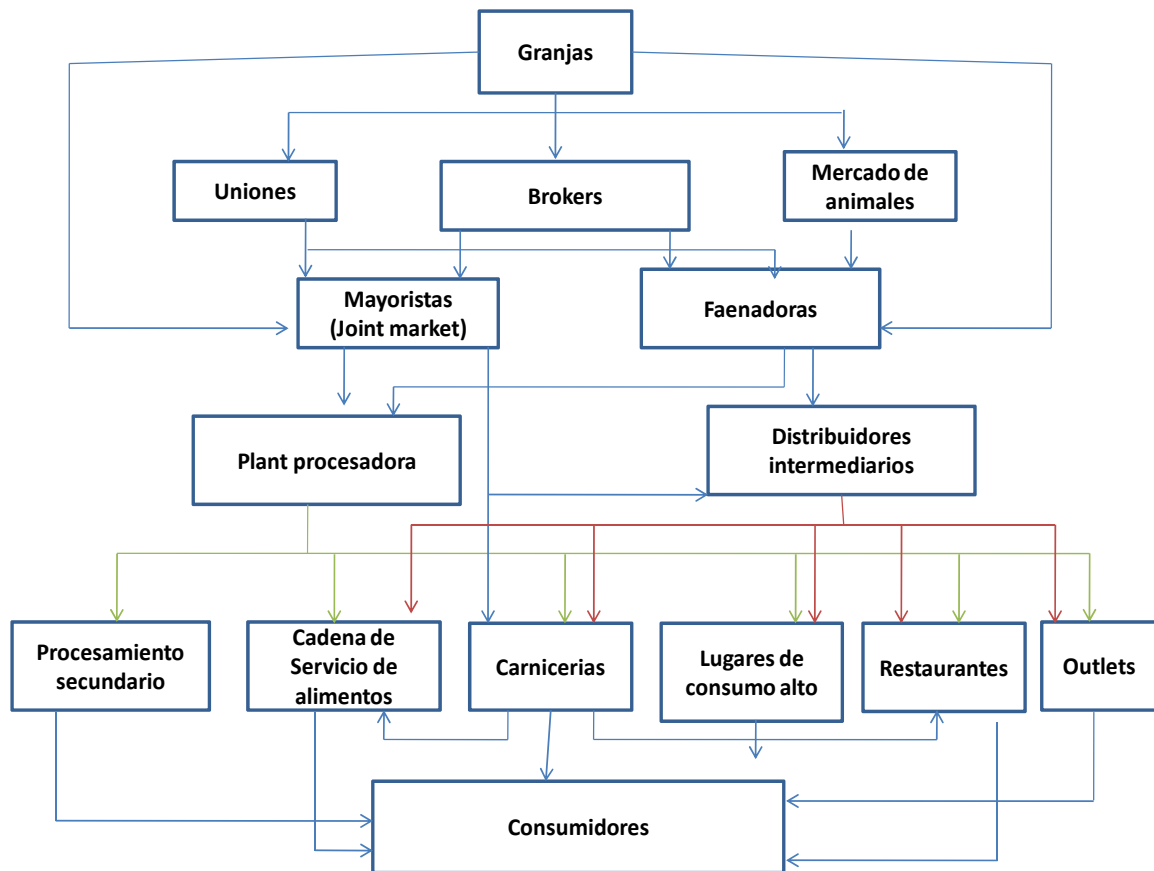 Granjas
Uniones
Brokers
Mercado de
animales
Mayoristas
(Joint market)
Faenadoras
Plant procesadora
Distribuidores
intermediarios
Procesamiento
secundario
Cadena de
Servicio de
alimentos
Carnicerias
Lugares de
consumo alto
Restaurantes
Outlets
Consumidores